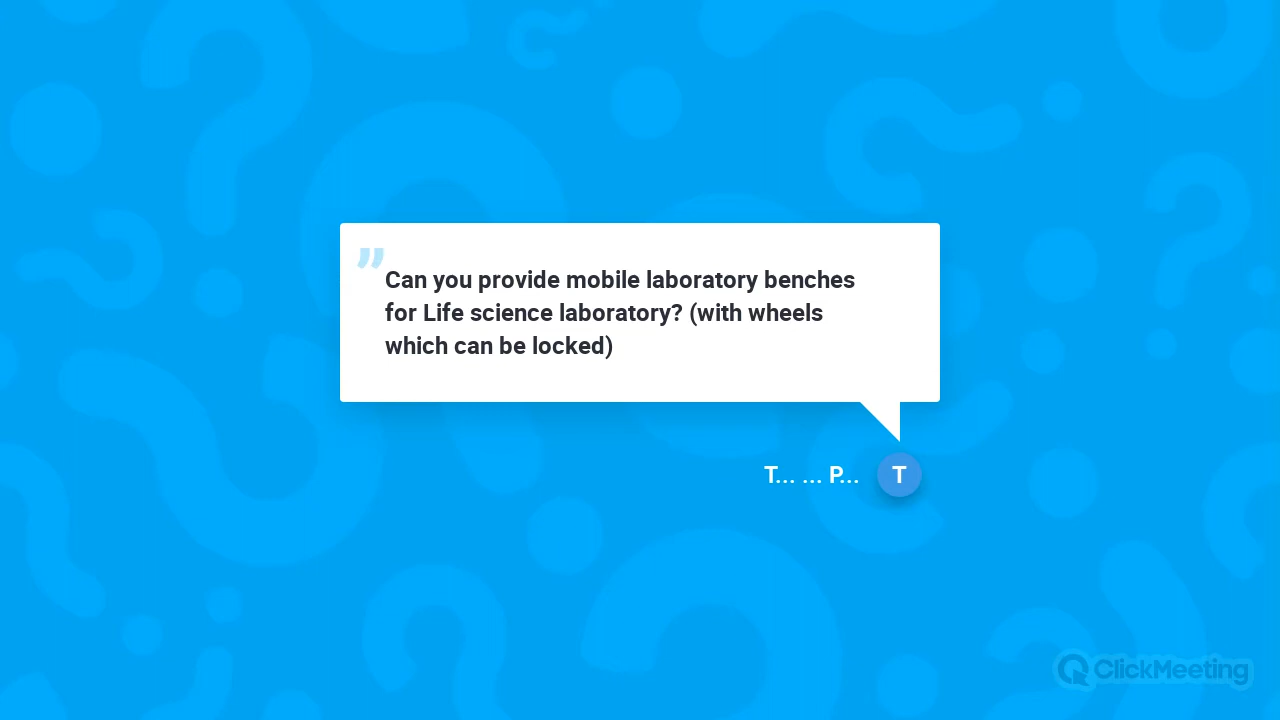 ”
Can you provide mobile laboratory benches
for Life science laboratory? (with wheels
which can be locked)
T... ... P... T
ClickMeeting